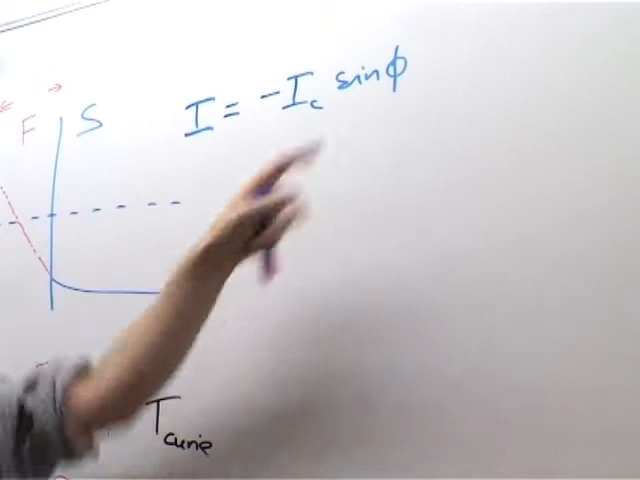 I = -I_c sinϕ
F S
T_curie